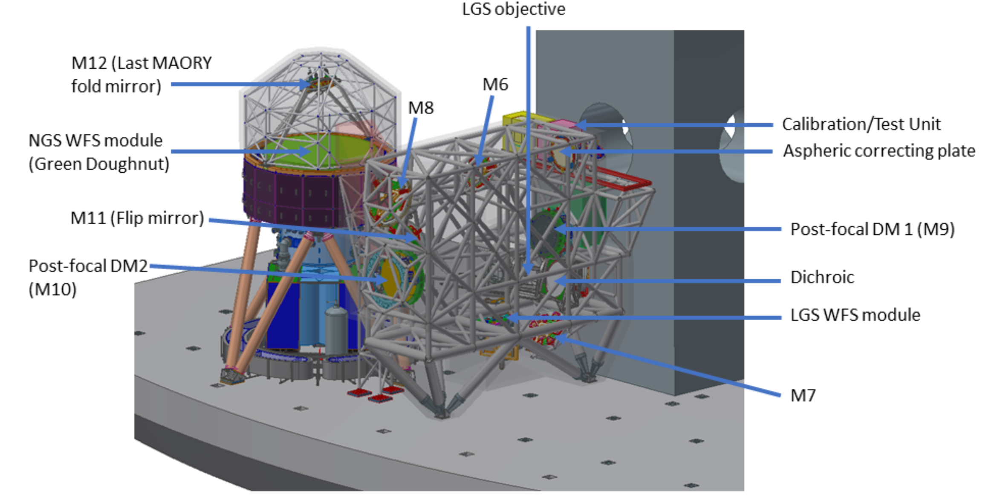 LGS objective
M12 (Last MAORY
fold mirror)
M6
M8
Calibration/Test Unit
NGS WFS module
(Green Doughnut)
Aspheric correcting plate
M11 (Flip mirror)
Post-focal DM 1 (M9)
Post-focal DM2
(M10)
Dichroic
LGS WFS module
M7